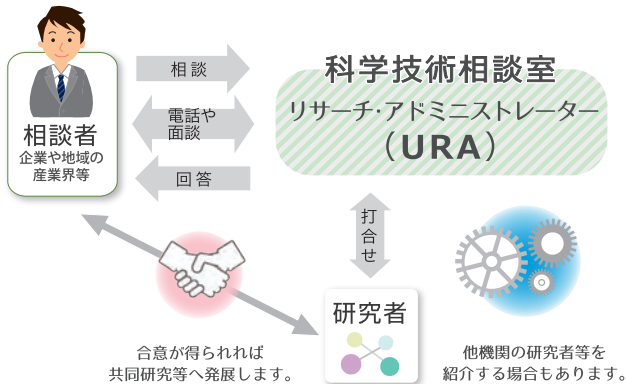 科学技術相談室
リサーチ・アドミニストレーター
（URA）
相談者
企業や地域の
産業界等
相談
電話や
面談
回答
打合せ
研究者
合意が得られれば
共同研究等へ発展します。
他機関の研究者等を
紹介する場合もあります。